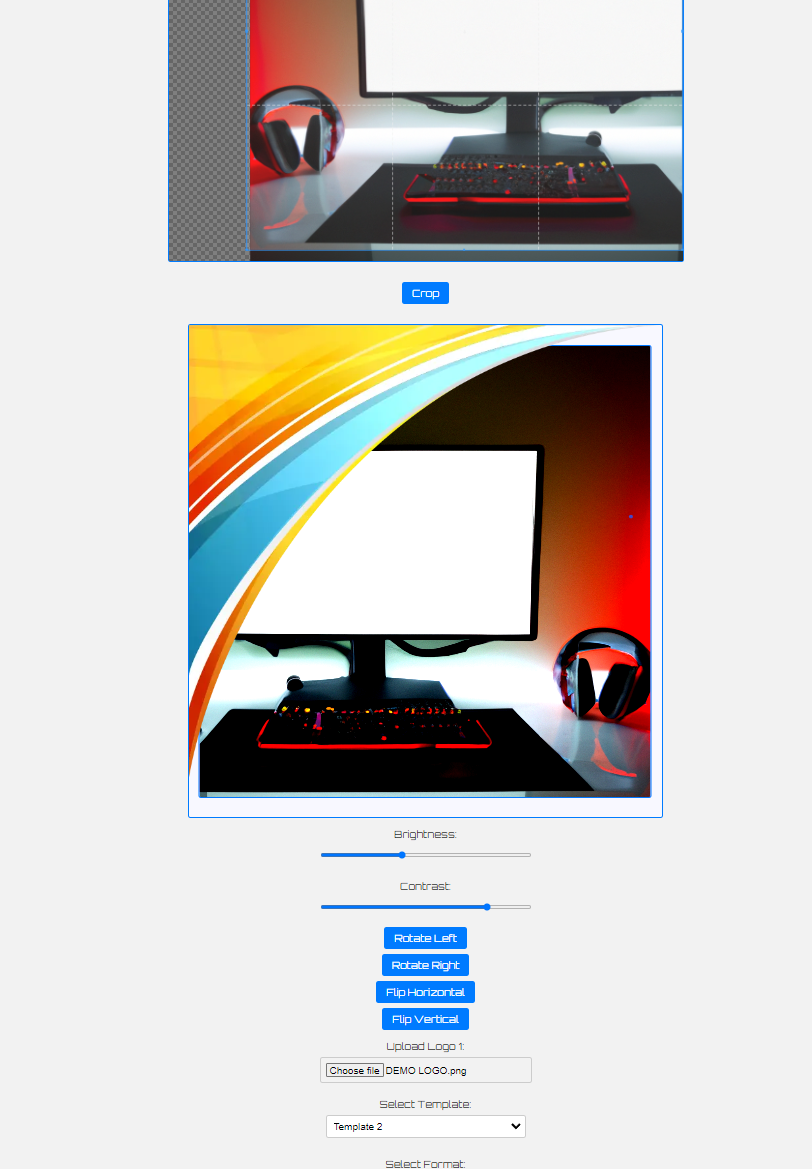 Crop
Brightness:
Contrast:
Rotate Left
Rotate Right
Flip Horizontal
Flip Vertical
Upload Logo 1:
Choose file DEMO LOGO.png
Select Template:
Template 2
Select Format: